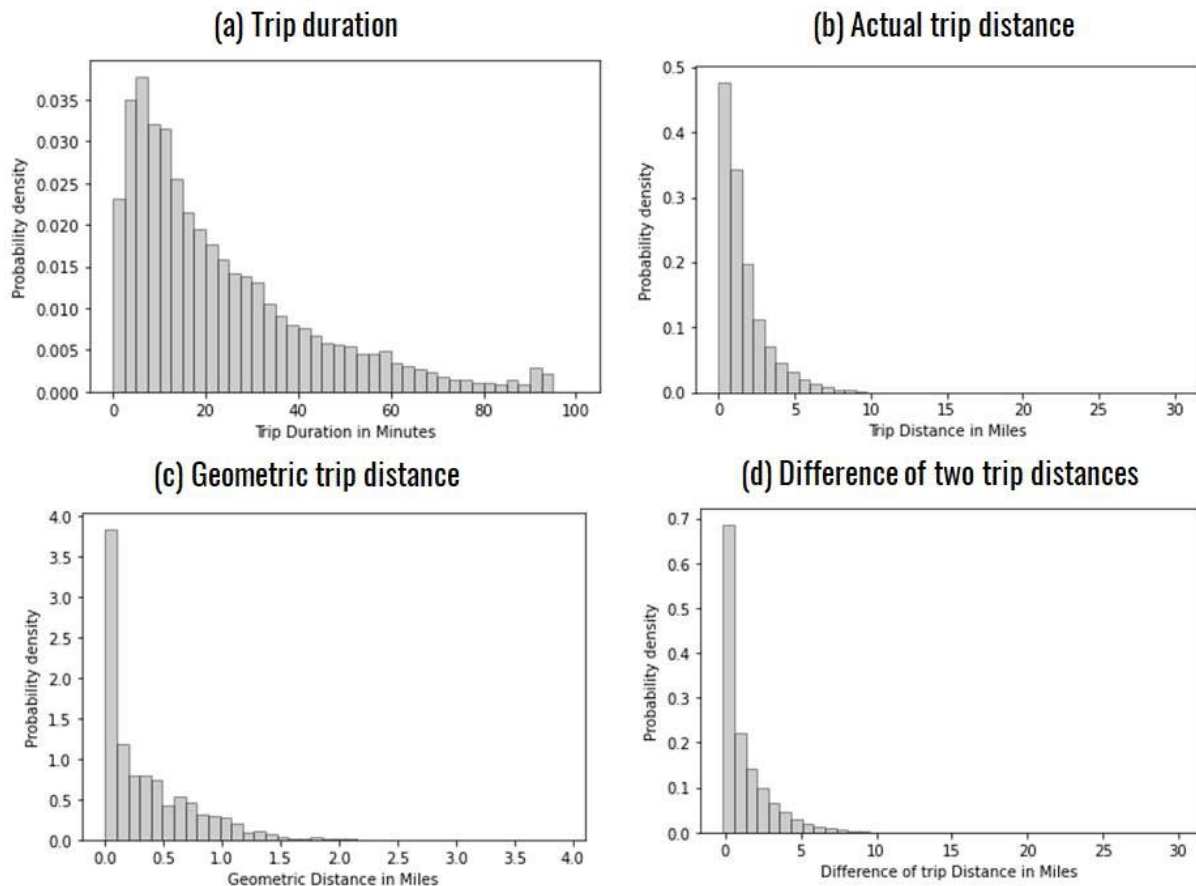 (a) Trip duration
0.035
0.030
0.025
0.020
0.015
0.010
0.005
0.000
Probability density
0 20 40 60 80 100
Trip Duration in Minutes
(b) Actual trip distance
0.5
0.4
0.3
0.2
0.1
0.0
Probability density
0 5 10 15 20 25 30
Trip Distance in Miles
(c) Geometric trip distance
4.0
3.5
3.0
2.5
2.0
1.5
1.0
0.5
0.0
Probability density
0.0 0.5 1.0 1.5 2.0 2.5 3.0 3.5 4.0
Geometric Distance in Miles
(d) Difference of two trip distances
0.7
0.6
0.5
0.4
0.3
0.2
0.1
0.0
Probability density
0 5 10 15 20 25 30
Difference of trip Distance in Miles